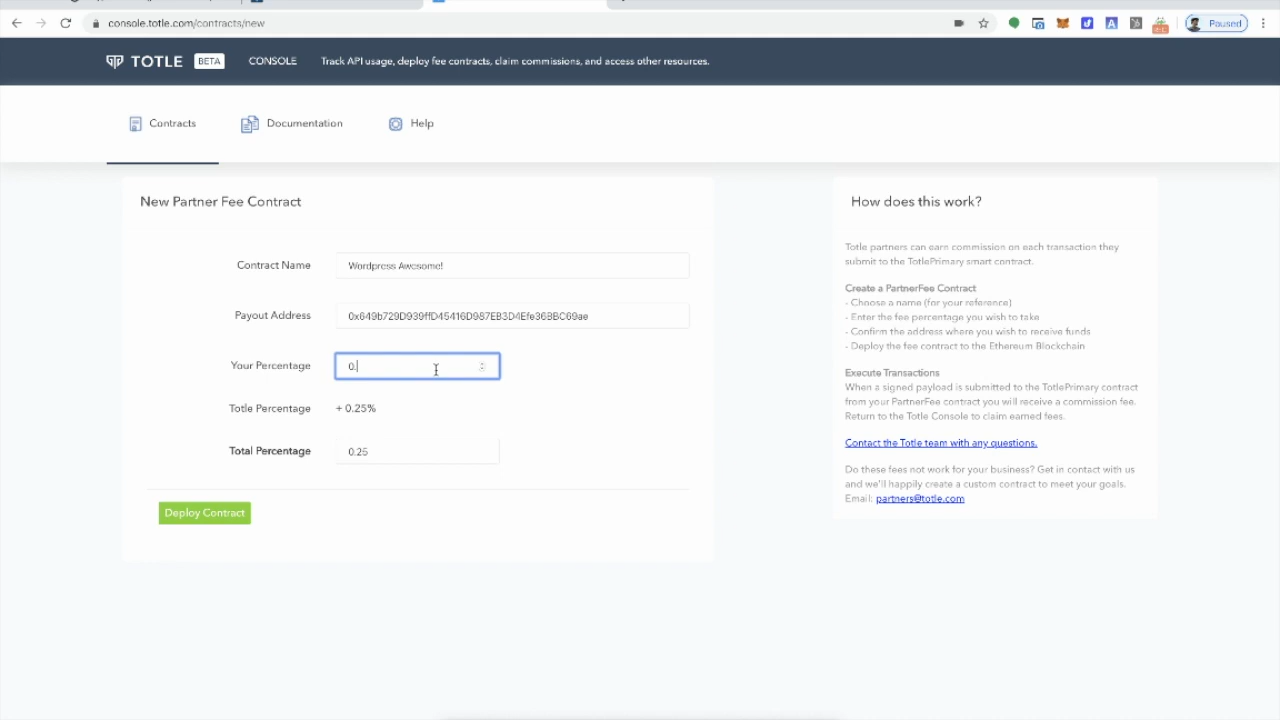 console.totle.com/contracts/new
Paused
TOTLE BETA CONSOLE Track API usage, deploy fee contracts, claim commissions, and access other resources.
Contracts Documentation Help
New Partner Fee Contract
Contract Name Wordpress Awesome!
Payout Address 0x649b729D939ffD45416D987EB3D4Efe36BBC69ae
Your Percentage 0.
Totle Percentage + 0.25%
Total Percentage 0.25
Deploy Contract
How does this work?
Totle partners can earn commission on each transaction they
submit to the TotlePrimary smart contract.
Create a PartnerFee Contract
- Choose a name (for your reference)
- Enter the fee percentage you wish to take
- Confirm the address where you wish to receive funds
- Deploy the fee contract to the Ethereum Blockchain
Execute Transactions
When a signed payload is submitted to the TotlePrimary contract
from your PartnerFee contract you will receive a commission fee.
Return to the Totle Console to claim earned fees.
Contact the Totle team with any questions.
Do these fees not work for your business? Get in contact with us
and we'll happily create a custom contract to meet your goals.
Email: partners@totle.com